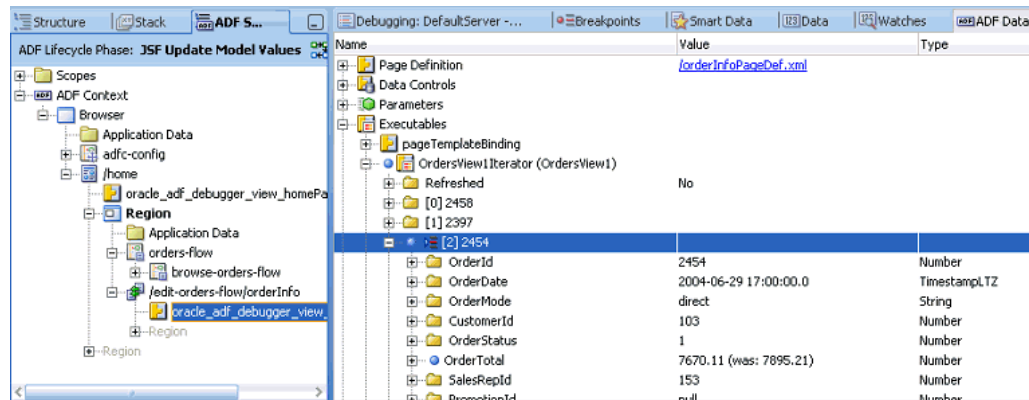 Structure
Stack
ADF S...
ADF Lifecycle Phase: JSF Update Model Values
Scopes
ADF Context
Browser
Application Data
adfc-config
/home
oracle_adf_debugger_view_homePa
Region
Application Data
orders-flow
browse-orders-flow
/edit-orders-flow/orderInfo
oracle_adf_debugger_view_
Region
Region
Debugging: DefaultServer -...
Breakpoints
Smart Data
Data
Watches
ADF Data
Name Value Type
Page Definition /orderInfoPageDef.xml
Data Controls
Parameters
Executables
pageTemplateBinding
OrdersView1Iterator (OrdersView1)
Refreshed No
[0] 2458
[1] 2397
[2] 2454
OrderId 2454 Number
OrderDate 2004-06-29 17:00:00.0 TimestampLTZ
OrderMode direct String
CustomerId 103 Number
OrderStatus 1 Number
OrderTotal 7670.11 (was: 7895.21) Number
SalesRepId 153 Number
PromotionId null Number